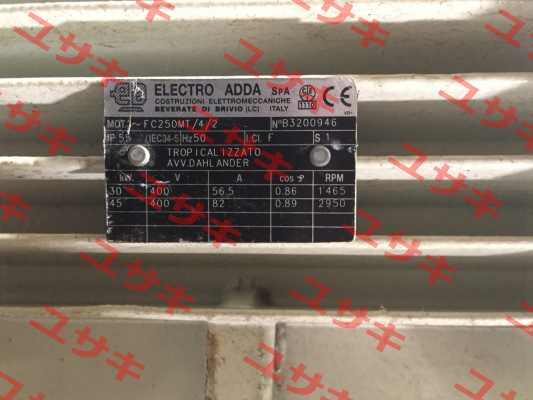 ELECTRO ADDA SpA
COSTRUZIONI ELETTROMECCANICHE
BEVERATE DI BRIVIO (LC) ITALY
MOT. ~ FC250MT/4/2 N°B3200946
IP 55 (IEC34-5) Hz50 I.Cl. F S 1
TROPICALIZZATO
AVV.DAHLANDER
kW. V A cos φ RPM
30 400 56,5 0.86 1465
45 400 82 0.89 2950
ユサキ